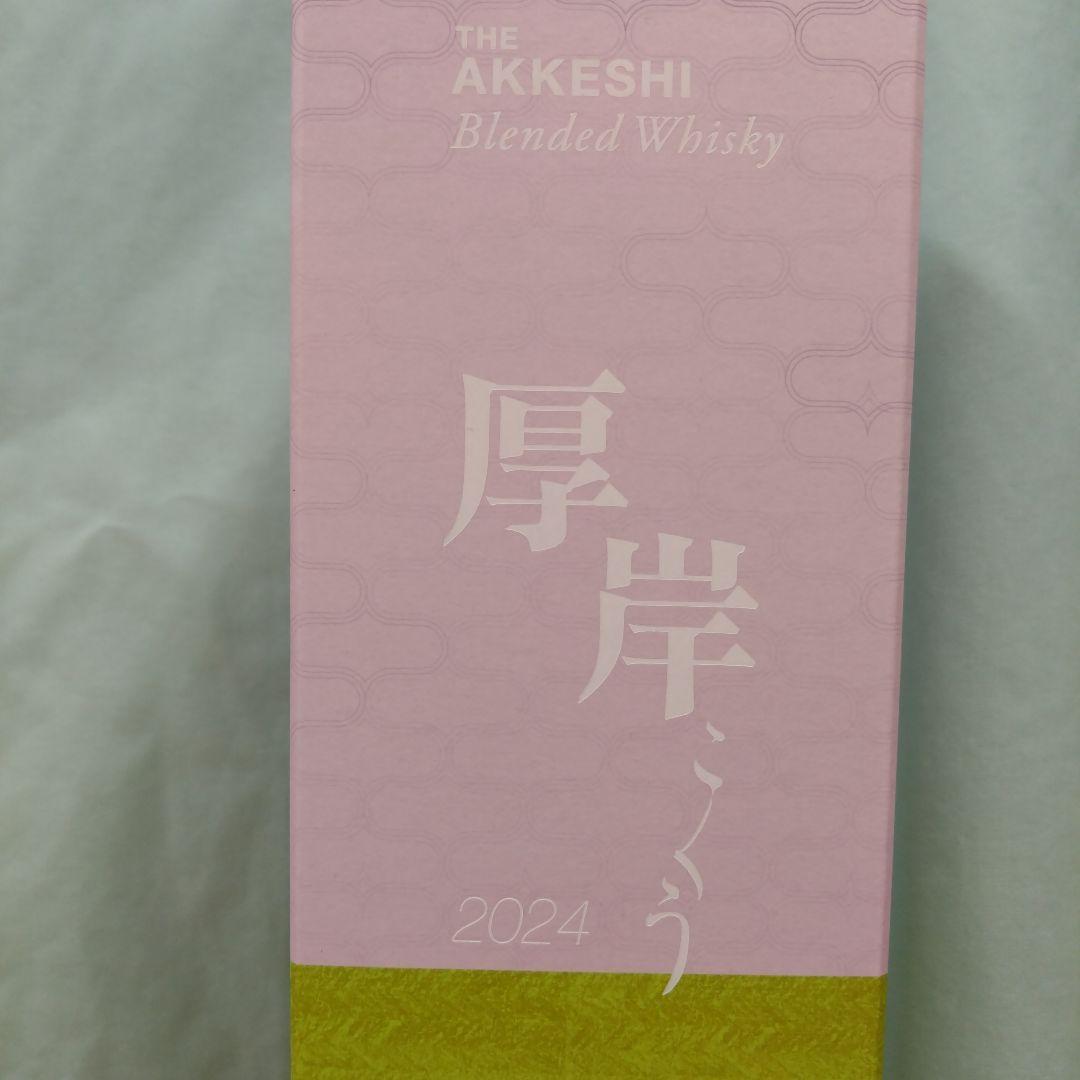 THE
AKKESHI
Blended Whisky
厚岸
こくう
2024